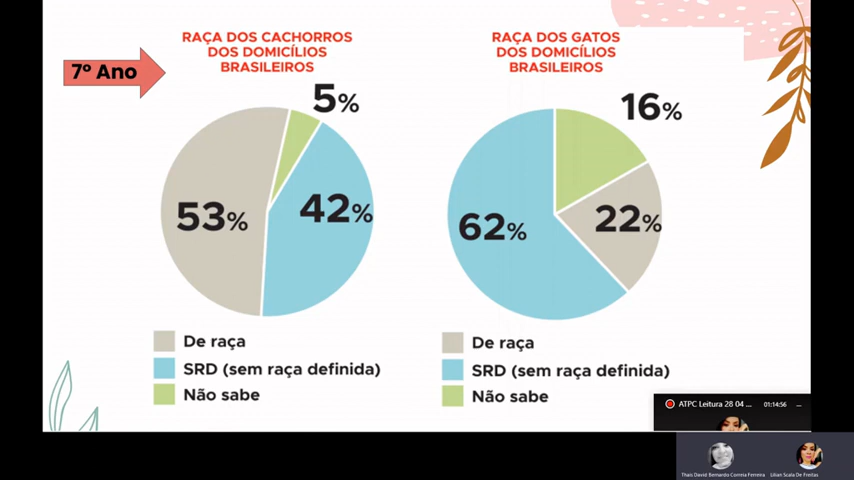 RAÇA DOS CACHORROS
DOS DOMICÍLIOS
BRASILEIROS
RAÇA DOS GATOS
DOS DOMICÍLIOS
BRASILEIROS
7º Ano
5%
53%
42%
16%
62%
22%
De raça
SRD (sem raça definida)
Não sabe
De raça
SRD (sem raça definida)
Não sabe
ATPC Leitura 28 04 ...
01:14:56
...
Thais David Bernardo Correia Ferreira
Lilian Scala De Freitas